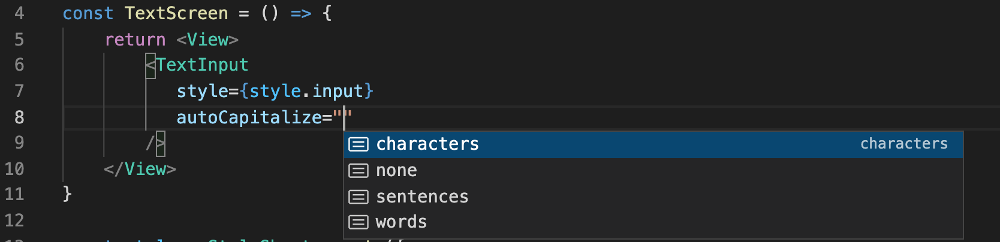 4 const TextScreen = () => {
5 return <View>
6 <TextInput
7 style={style.input}
8 autoCapitalize=""
characters characters
9 />
none
10 </View>
sentences
11 }
words
12